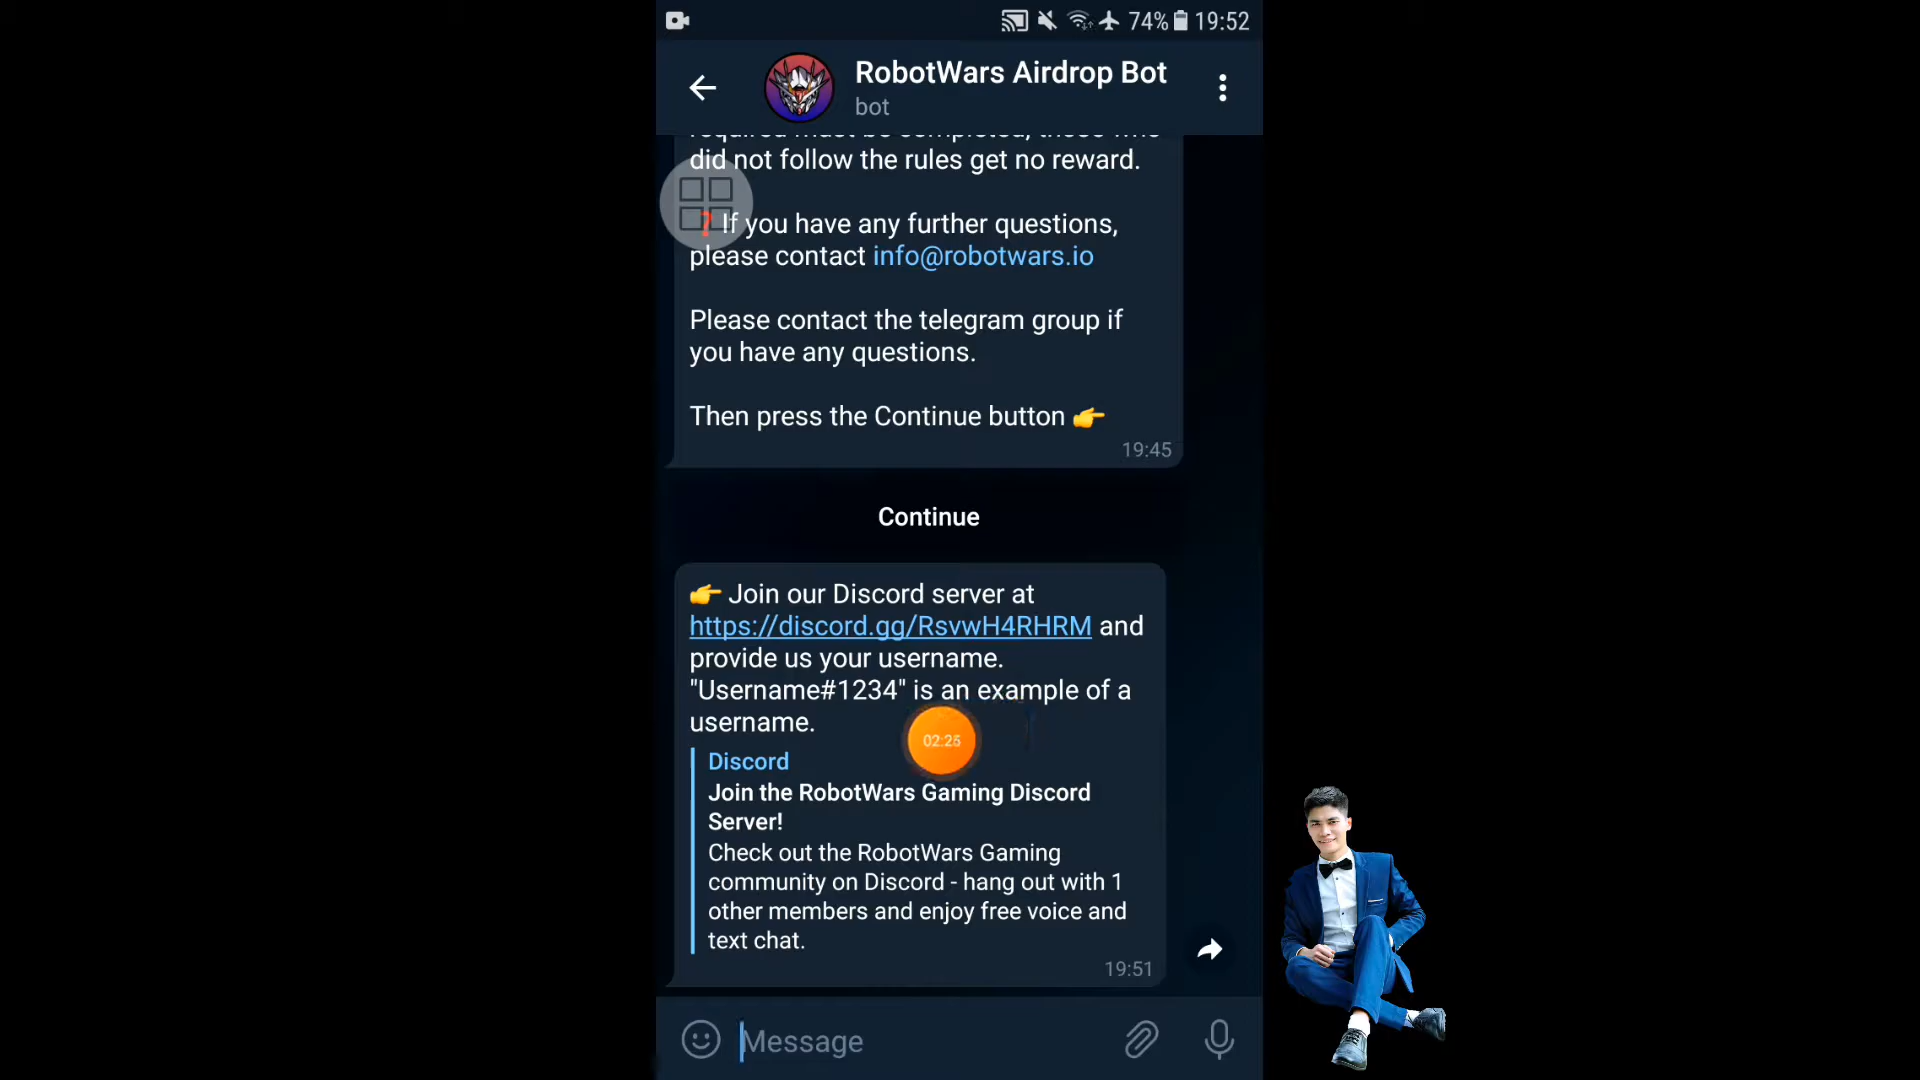 74% 19:52
RobotWars Airdrop Bot
bot
required must be completed, those who
did not follow the rules get no reward.
❓ If you have any further questions,
please contact info@robotwars.io
Please contact the telegram group if
you have any questions.
Then press the Continue button 👉
19:45
Continue
👉 Join our Discord server at
https://discord.gg/RsvwH4RHRM and
provide us your username.
"Username#1234" is an example of a
username.
02:25
Discord
Join the RobotWars Gaming Discord
Server!
Check out the RobotWars Gaming
community on Discord - hang out with 1
other members and enjoy free voice and
text chat.
19:51
Message